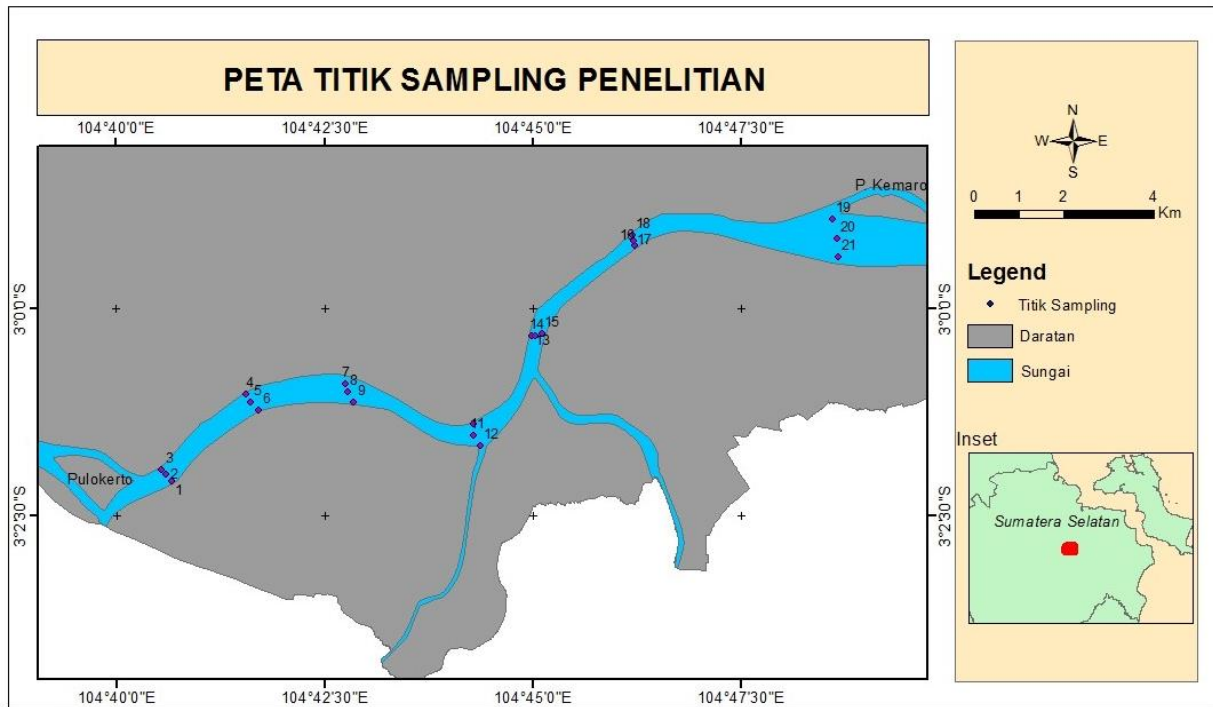 PETA TITIK SAMPLING PENELITIAN
104°40'0"E 104°42'30"E 104°45'0"E 104°47'30"E
P. Kemaro
19
18
20
16 17
21
3°0'0"S 3°0'0"S
14 15
13
7
4 8
5 9
6
11
12
3
Pulokerto 2
1
3°2'30"S 3°2'30"S
104°40'0"E 104°42'30"E 104°45'0"E 104°47'30"E
N
W E
S
0 1 2 4
Km
Legend
Titik Sampling
Daratan
Sungai
Inset
Sumatera Selatan